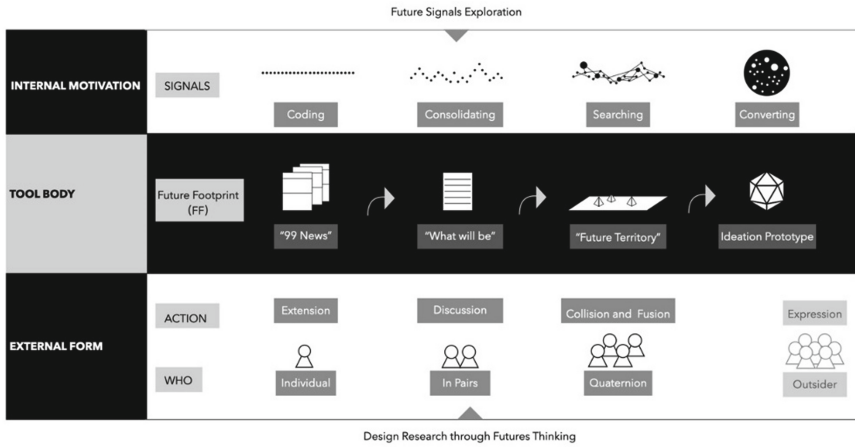 Future Signals Exploration
INTERNAL MOTIVATION
SIGNALS
Coding
Consolidating
Searching
Converting
TOOL BODY
Future Footprint
(FF)
"99 News"
"What will be"
"Future Territory"
Ideation Prototype
EXTERNAL FORM
ACTION
Extension
Discussion
Collision and Fusion
Expression
WHO
Individual
In Pairs
Quaternion
Outsider
Design Research through Futures Thinking